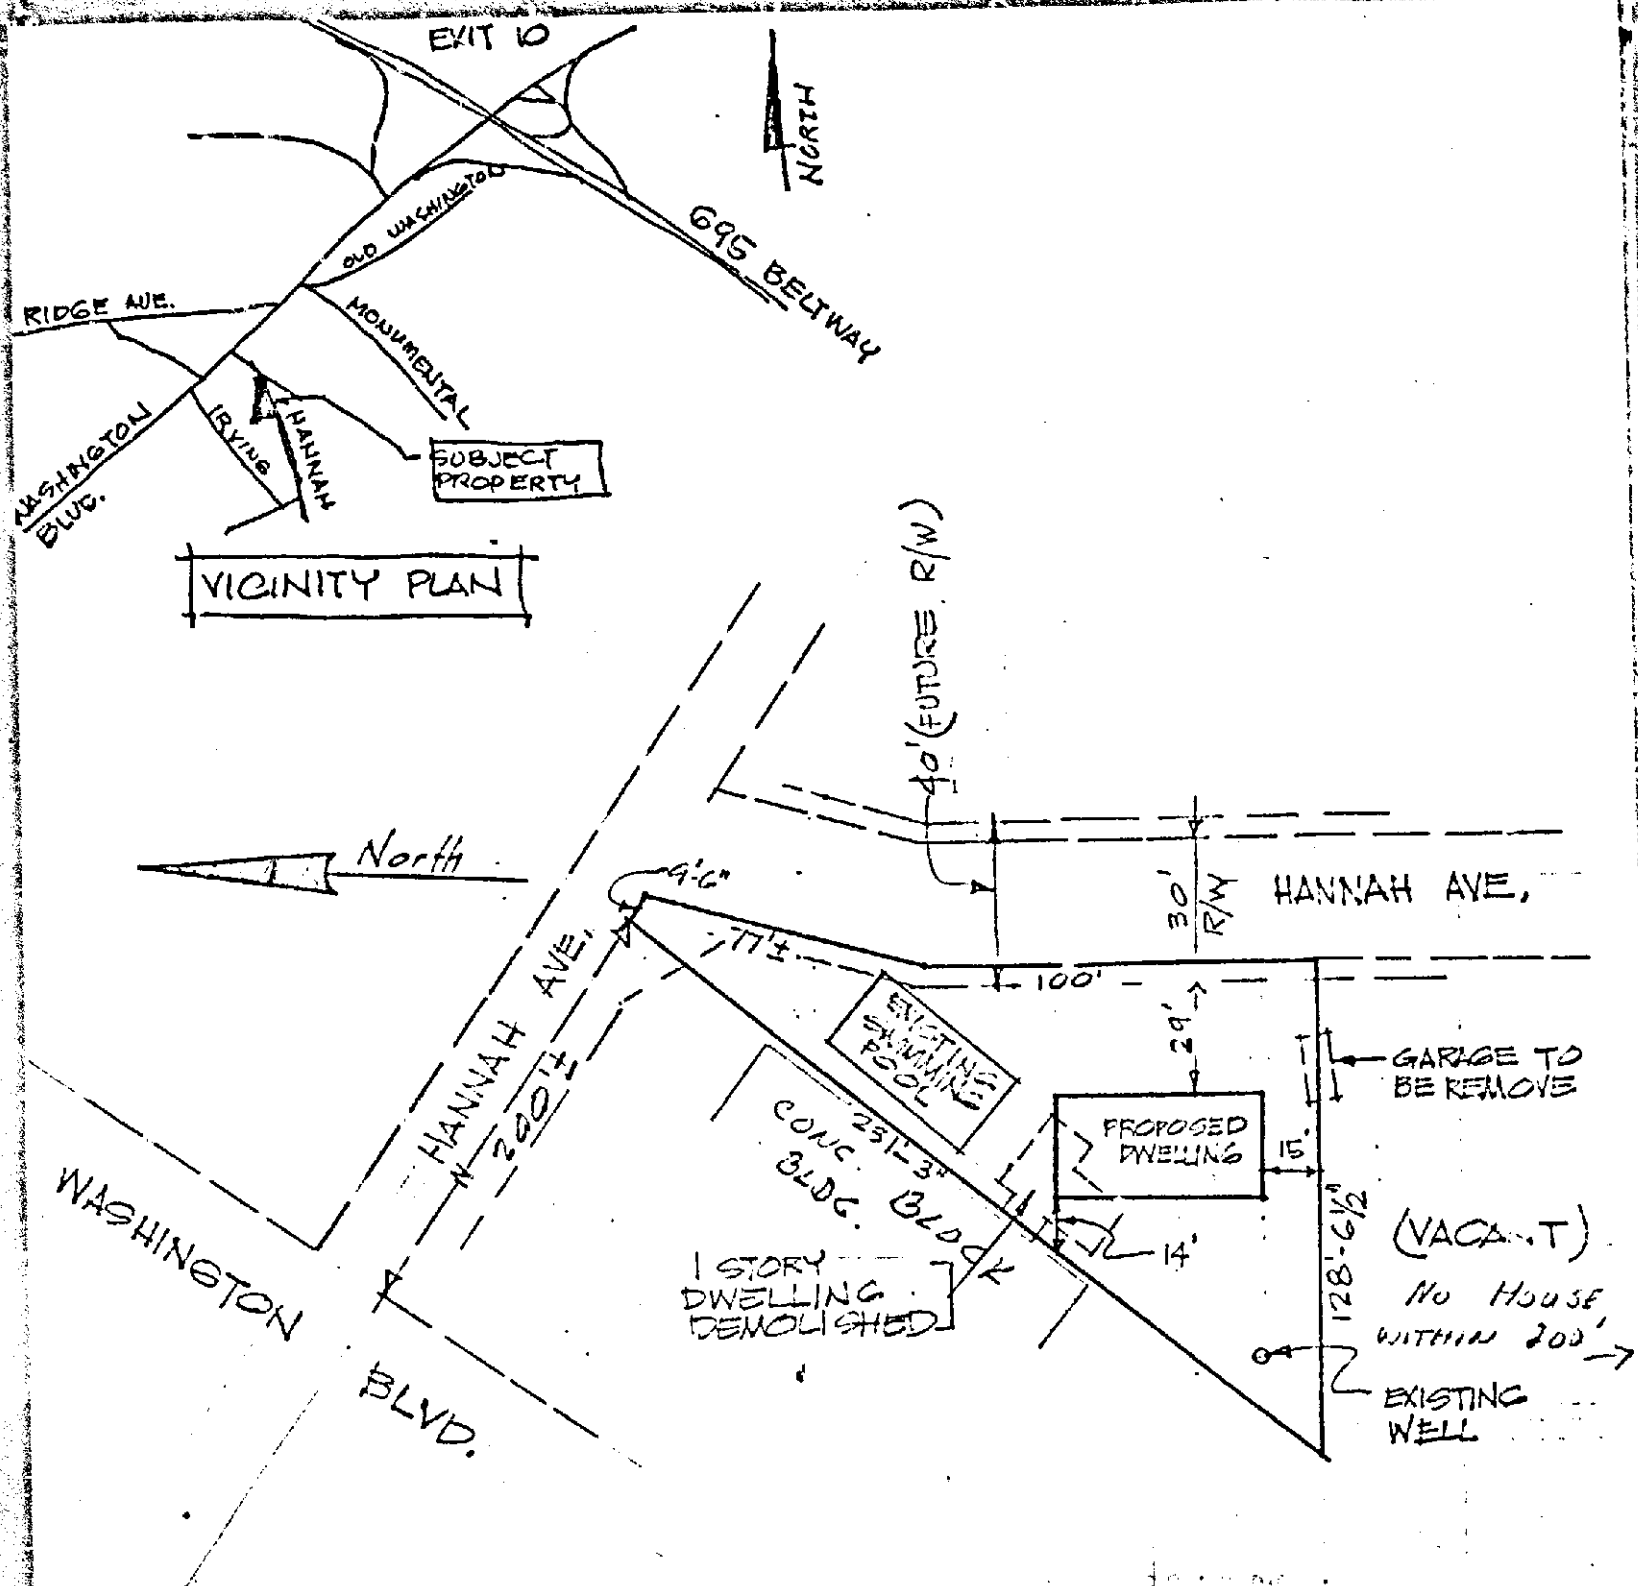 EXIT 10
NORTH
OLD WASHINGTON
695 BELTWAY
RIDGE AVE.
MONUMENTAL
WASHINGTON
BLVD.
IRVING
HANNAH
SUBJECT
PROPERTY
VICINITY PLAN
40' (FUTURE R/W)
North
9'-6"
77'±
30'
R/W
HANNAH AVE.
100'
HANNAH AVE.
200'±
EXISTING
SWIMMING
POOL
29'
GARAGE TO
BE REMOVE
PROPOSED
DWELLING
15'
231'-3"
CONC.
BLDG.
BLDG
14'
128'-6½"
(VACANT)
NO HOUSE
WITHIN 200'
1 STORY
DWELLING
DEMOLISHED
EXISTING
WELL
WASHINGTON
BLVD.